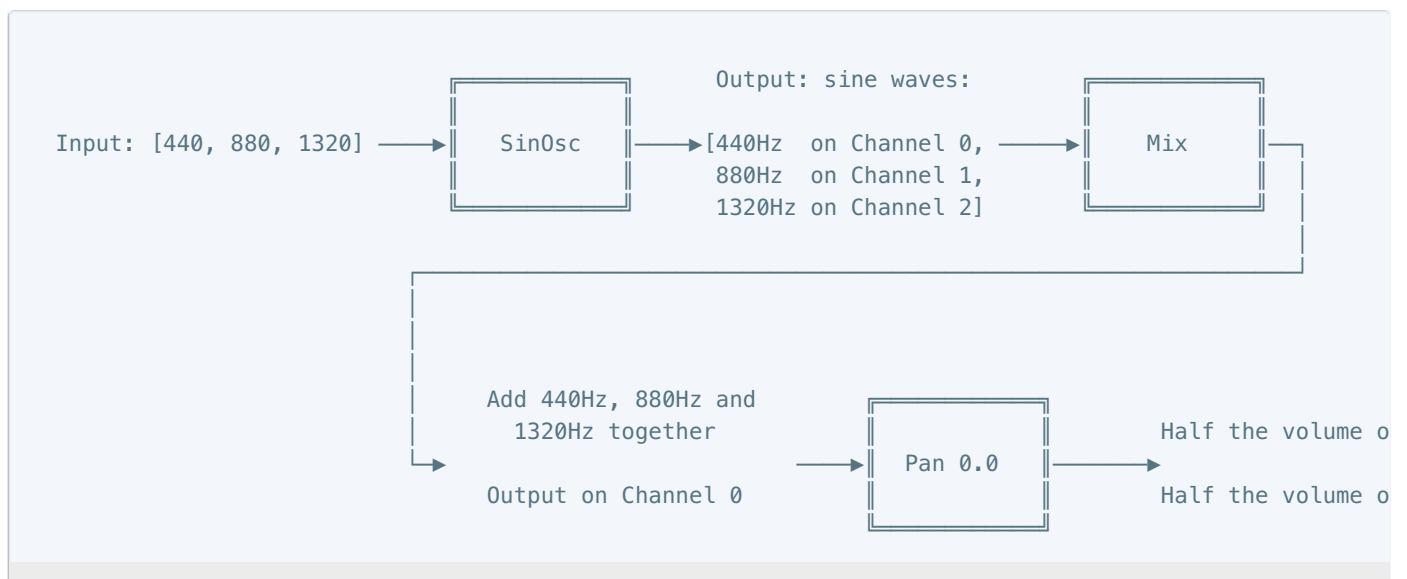 Output: sine waves:
Input: [440, 880, 1320] SinOsc [440Hz on Channel 0, Mix
880Hz on Channel 1,
1320Hz on Channel 2]
Add 440Hz, 880Hz and
1320Hz together Half the volume o
Pan 0.0
Output on Channel 0 Half the volume o